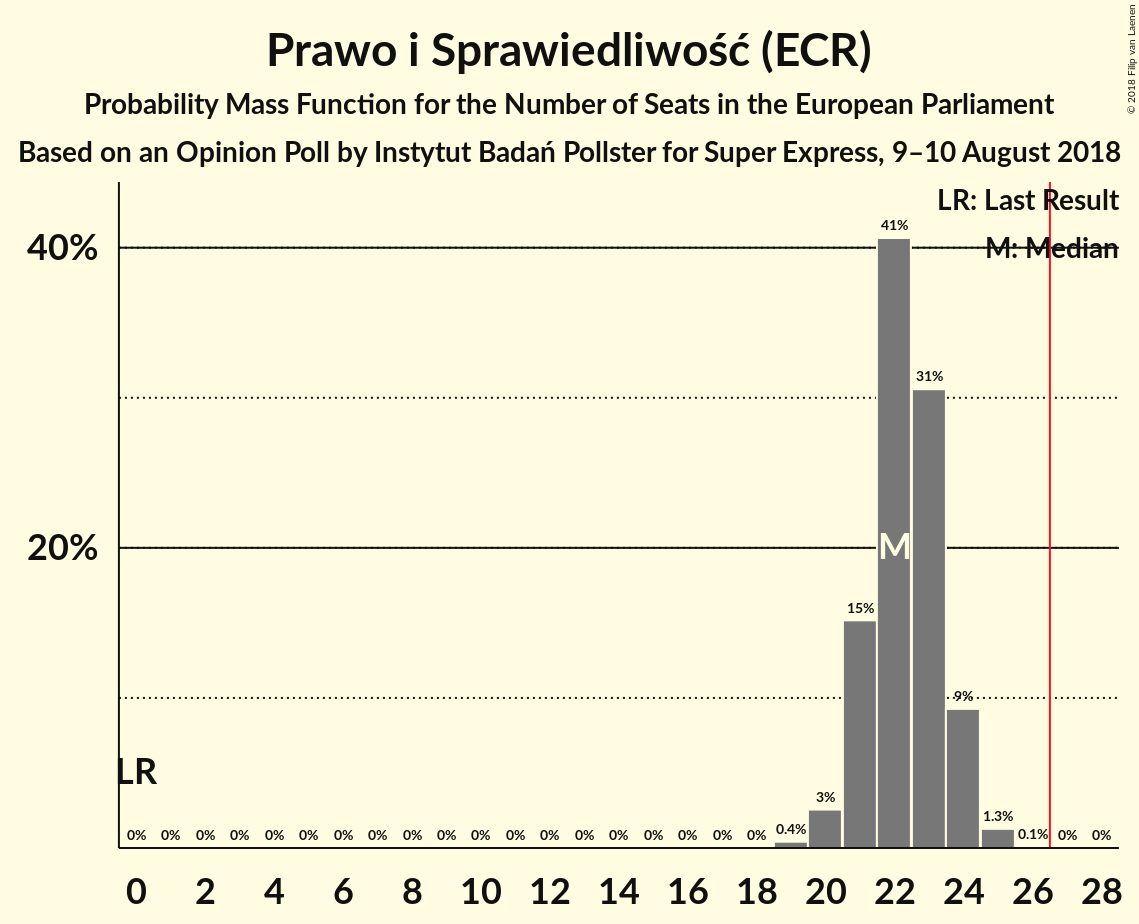 Prawo i Sprawiedliwość (ECR)
Probability Mass Function for the Number of Seats in the European Parliament
Based on an Opinion Poll by Instytut Badań Pollster for Super Express, 9–10 August 2018
© 2018 Filip van Laenen
LR: Last Result
M: Median
40%
20%
41%
31%
M
15%
9%
LR
3%
1.3%
0% 0% 0% 0% 0% 0% 0% 0% 0% 0% 0% 0% 0% 0% 0% 0% 0% 0% 0% 0.4% 0.1% 0% 0%
0 2 4 6 8 10 12 14 16 18 20 22 24 26 28